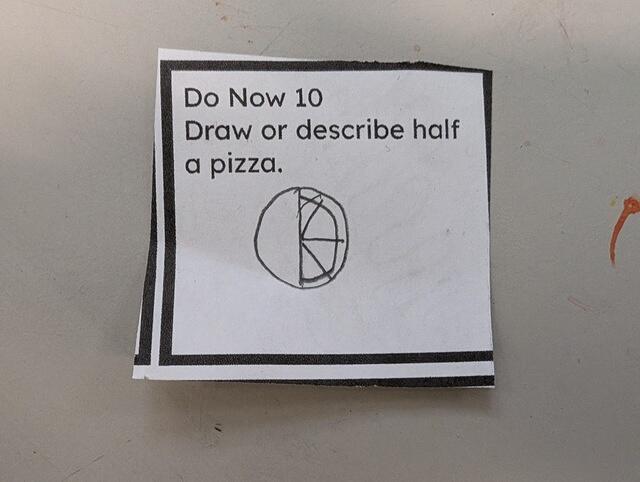 Do Now 10
Draw or describe half
a pizza.